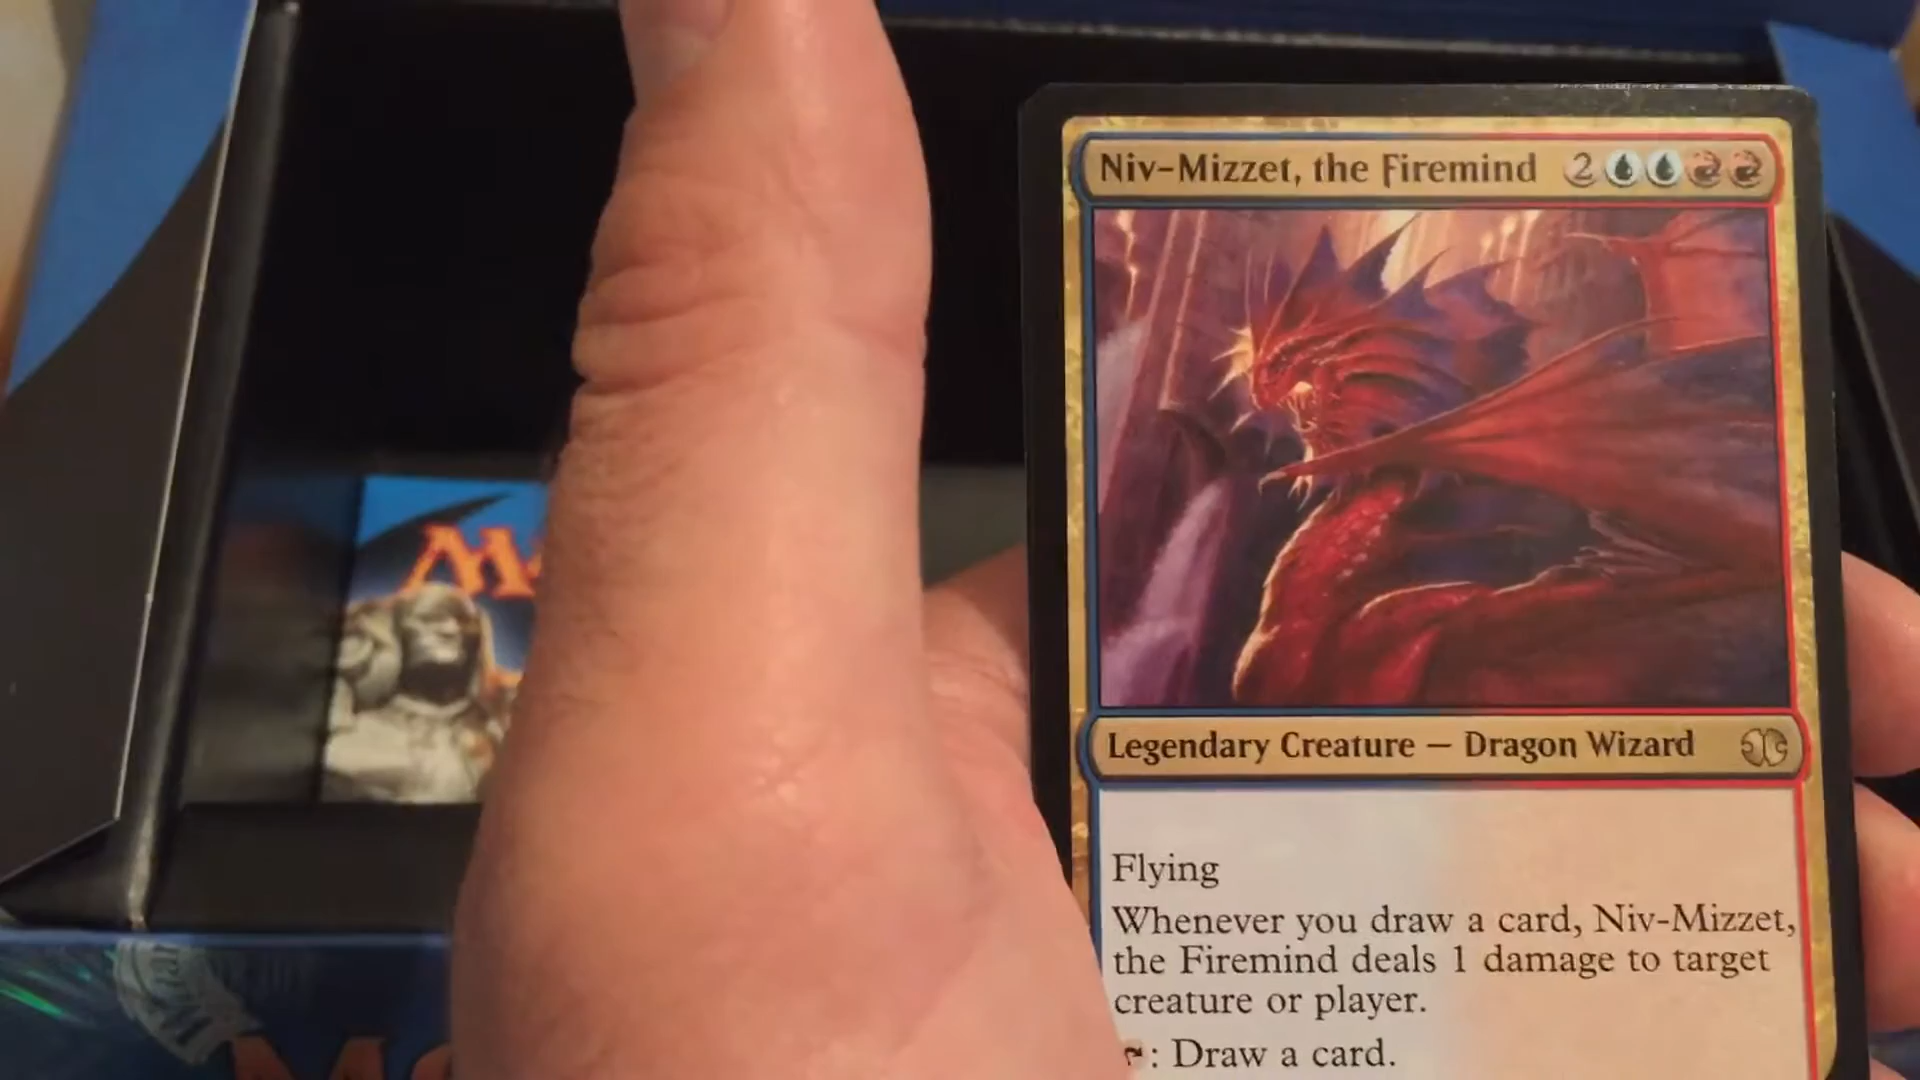 Niv-Mizzet, the Firemind 2
Legendary Creature — Dragon Wizard
Flying
Whenever you draw a card, Niv-Mizzet,
the Firemind deals 1 damage to target
creature or player.
: Draw a card.